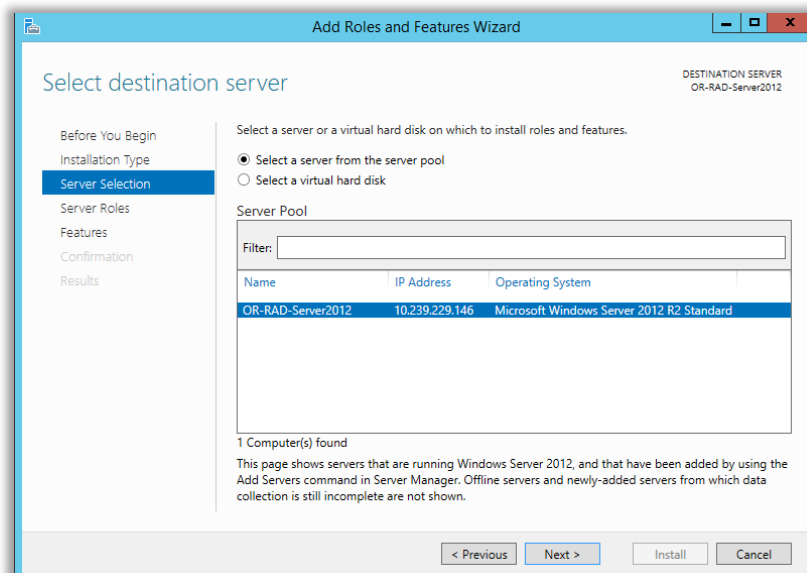 Add Roles and Features Wizard
Select destination server
DESTINATION SERVER
OR-RAD-Server2012
Before You Begin
Installation Type
Server Selection
Server Roles
Features
Confirmation
Results
Select a server or a virtual hard disk on which to install roles and features.
Select a server from the server pool
Select a virtual hard disk
Server Pool
Filter:
Name IP Address Operating System
OR-RAD-Server2012 10.239.229.146 Microsoft Windows Server 2012 R2 Standard
1 Computer(s) found
This page shows servers that are running Windows Server 2012, and that have been added by using the
Add Servers command in Server Manager. Offline servers and newly-added servers from which data
collection is still incomplete are not shown.
< Previous Next > Install Cancel